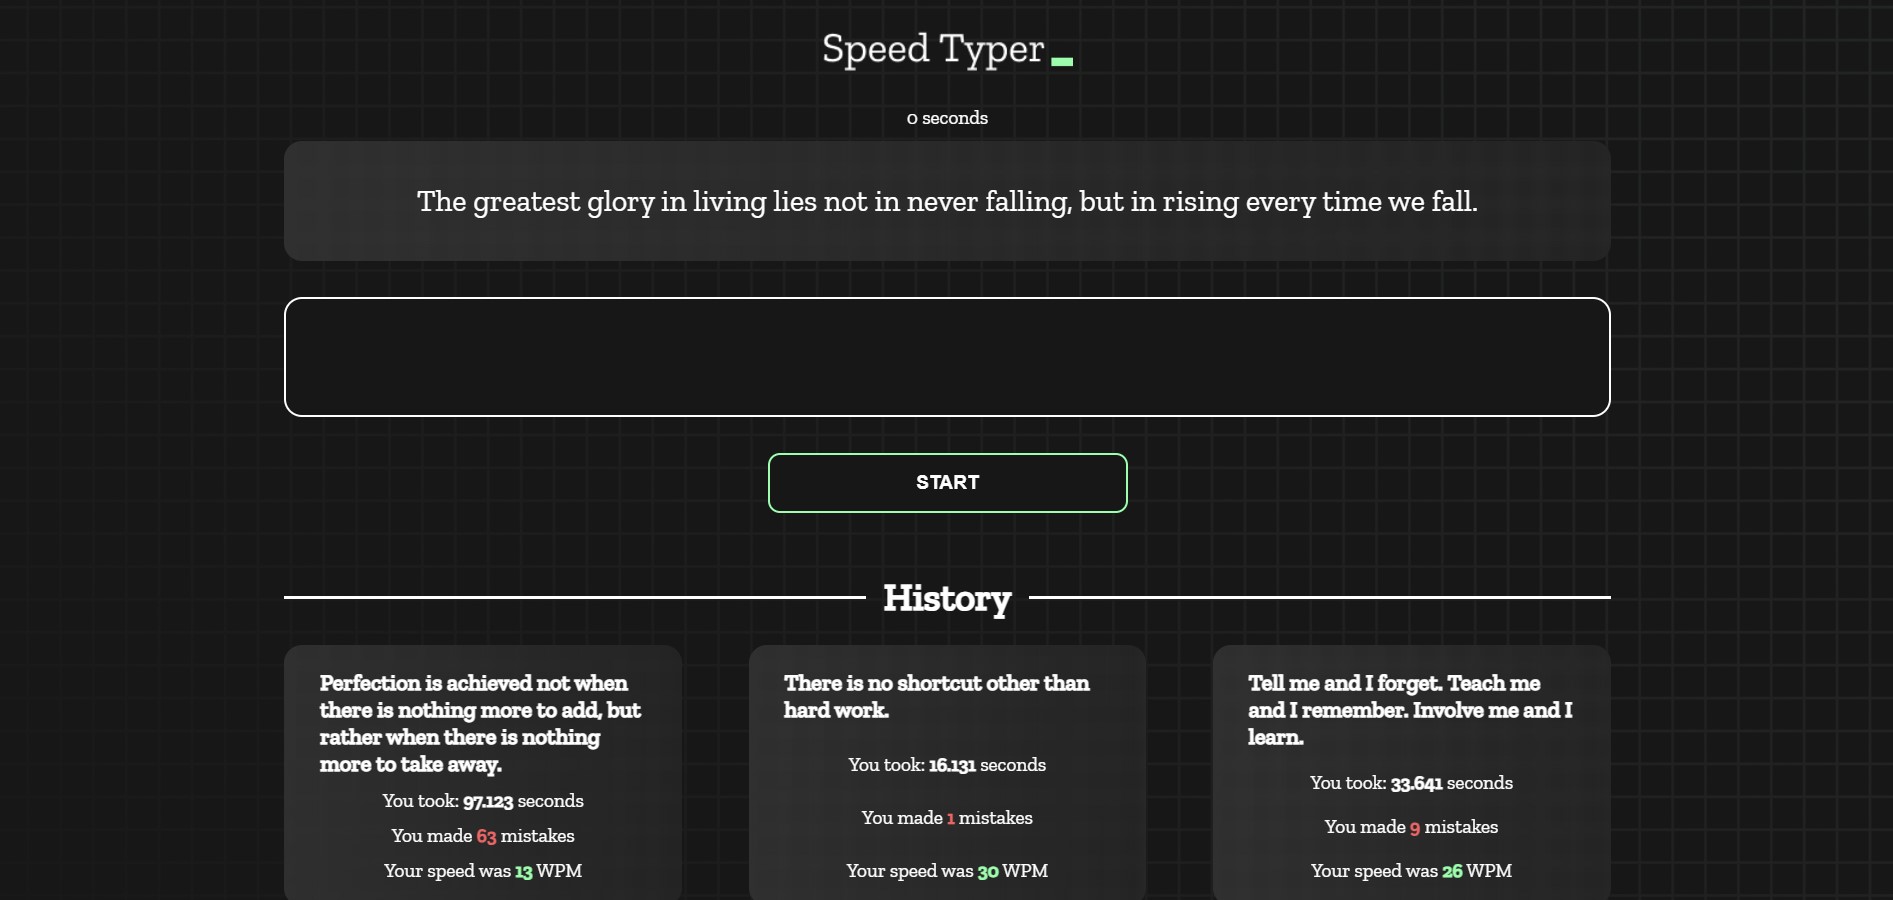 Speed Typer
0 seconds
The greatest glory in living lies not in never falling, but in rising every time we fall.
START
History
Perfection is achieved not when
there is nothing more to add, but
rather when there is nothing
more to take away.
You took: 97.123 seconds
You made 63 mistakes
Your speed was 13 WPM
There is no shortcut other than
hard work.
You took: 16.131 seconds
You made 1 mistakes
Your speed was 30 WPM
Tell me and I forget. Teach me
and I remember. Involve me and I
learn.
You took: 33.641 seconds
You made 9 mistakes
Your speed was 26 WPM